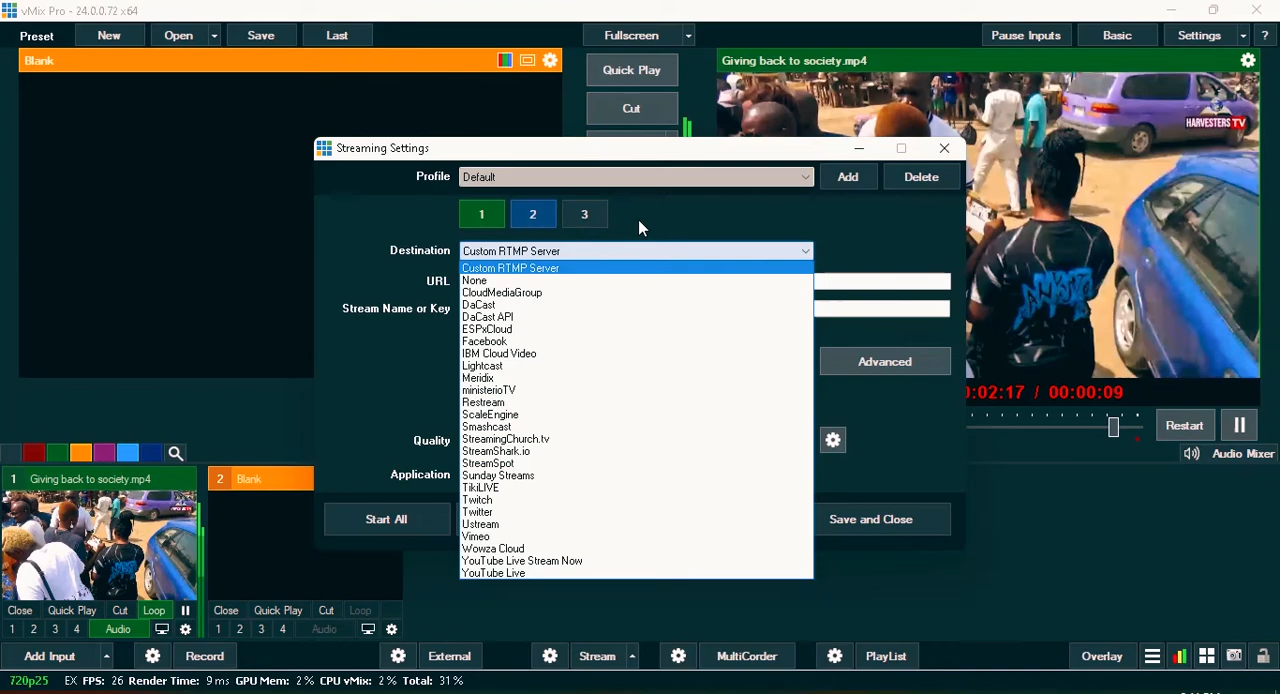 vMix Pro - 24.0.0.72 x64
Preset
New
Open
Save
Last
Fullscreen
Pause Inputs
Basic
Settings
?
Blank
Quick Play
Cut
Giving back to society.mp4
HARVESTERS TV
Streaming Settings
Profile
Default
Add
Delete
1
2
3
Destination
Custom RTMP Server
URL
Stream Name or Key
Custom RTMP Server
None
CloudMediaGroup
DaCast
DaCast API
ESPxCloud
Facebook
IBM Cloud Video
Lightcast
Meridix
ministerioTV
Restream
ScaleEngine
Smashcast
StreamingChurch.tv
StreamShark.io
StreamSpot
Sunday Streams
TikiLIVE
Twitch
Twitter
Ustream
Vimeo
Wowza Cloud
YouTube Live Stream Now
YouTube Live
Advanced
Quality
Application
Start All
Save and Close
:02:17 / 00:00:09
Restart
Audio Mixer
1 Giving back to society.mp4
2 Blank
Close Quick Play Cut Loop
1 2 3 4 Audio
Close Quick Play Cut Loop
1 2 3 4 Audio
Add Input
Record
External
Stream
MultiCorder
PlayList
Overlay
720p25 EX FPS: 26 Render Time: 9 ms GPU Mem: 2 % CPU vMix: 2 % Total: 31 %